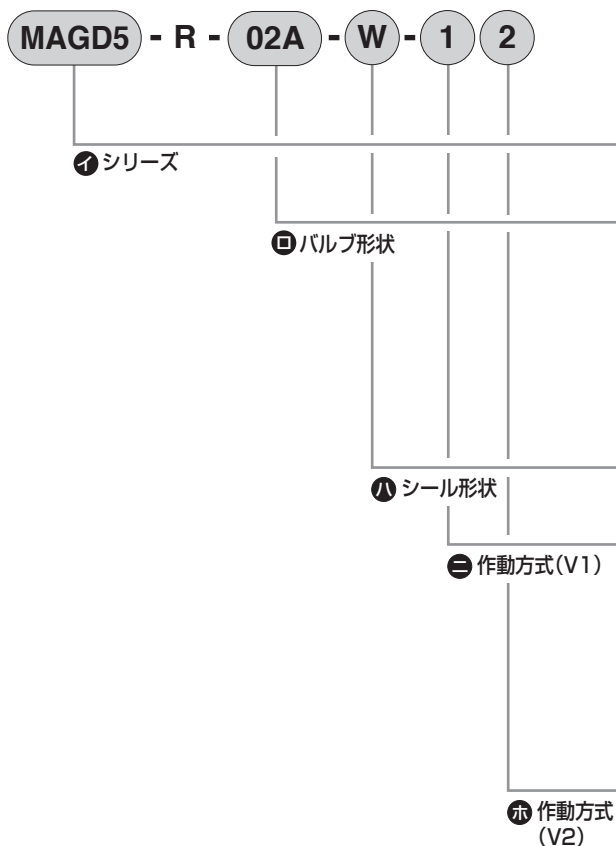 MAGD5 - R - 02A - W - 1 2
イ シリーズ
ロ バルブ形状
ハ シール形状
ニ 作動方式(V1)
ホ 作動方式
(V2)